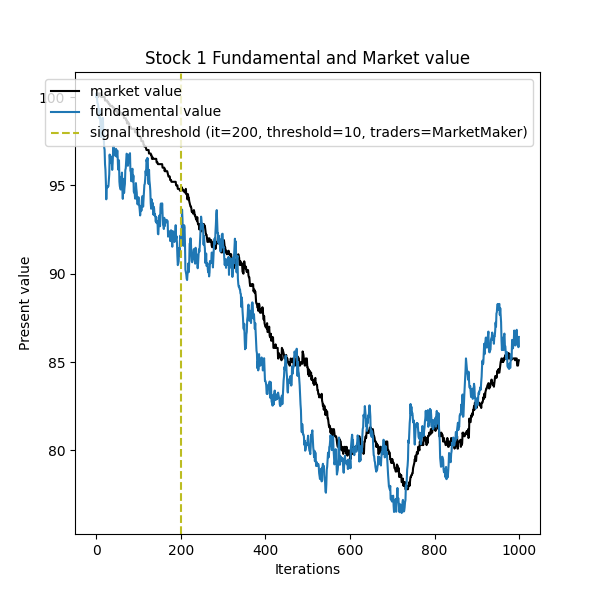 Stock 1 Fundamental and Market value
market value
fundamental value
signal threshold (it=200, threshold=10, traders=MarketMaker)
100
95
90
85
80
Present value
0 200 400 600 800 1000
Iterations